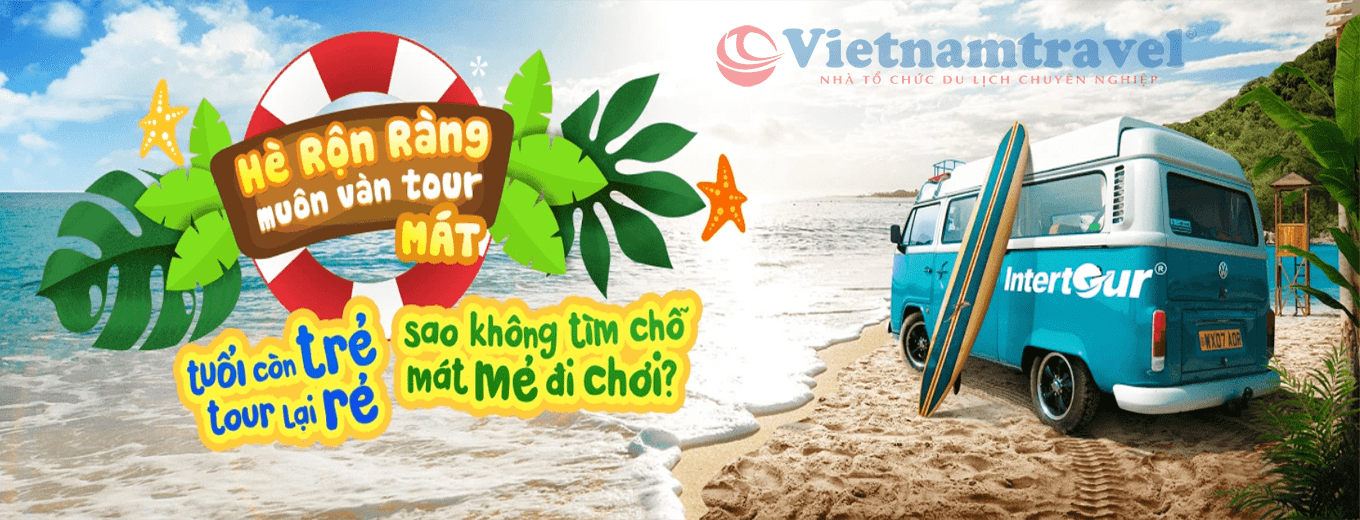 Vietnamtravel®
NHÀ TỔ CHỨC DU LỊCH CHUYÊN NGHIỆP
Hè Rộn Ràng
muôn vàn tour
MÁT
tuổi còn trẻ
tour lại rẻ
sao không tìm chỗ
mát mẻ đi chơi?
Intertour®
WX07 AOR